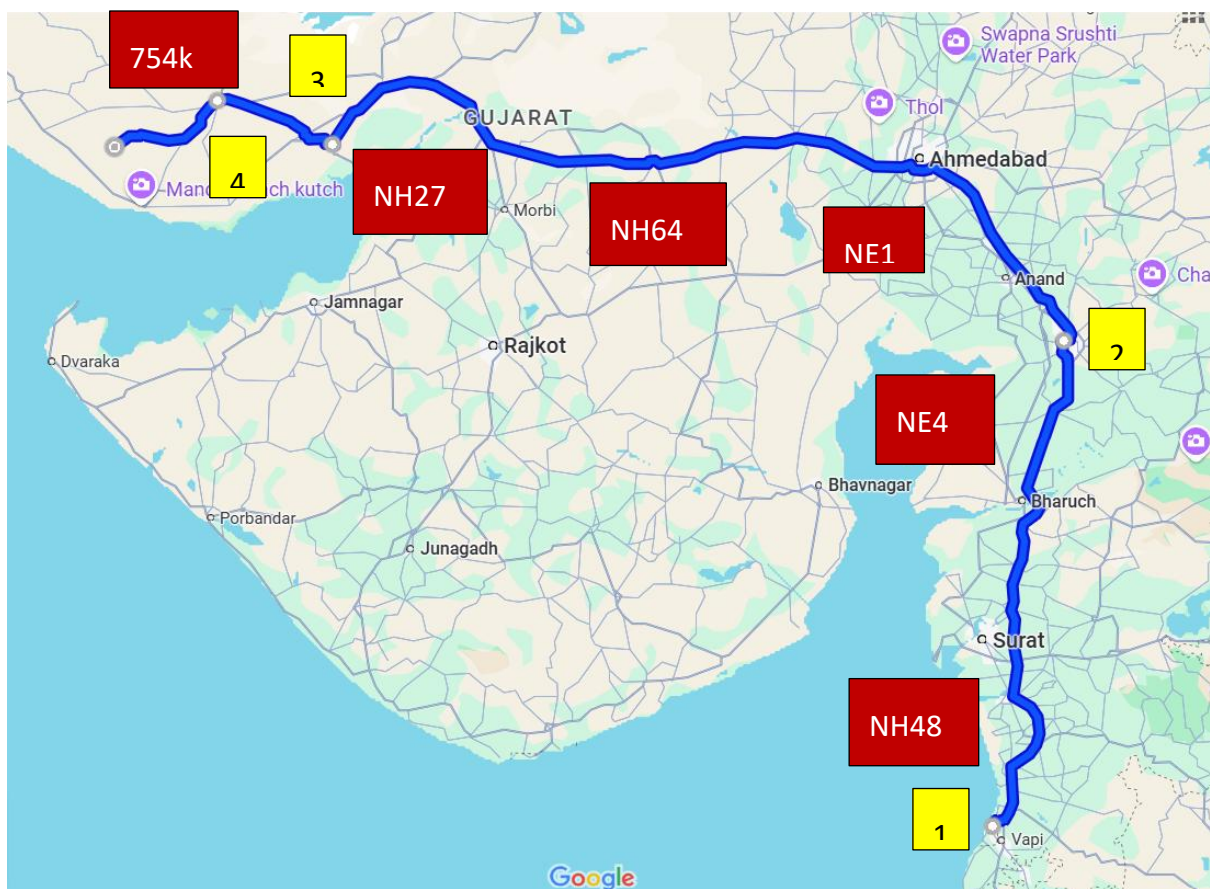 Swapna Srushti
Water Park
754k
3
Thol
GUJARAT
Ahmedabad
4
NH27
Morbi
NH64
NE1
Anand
Jamnagar
2
Rajkot
Dvaraka
NE4
Bhavnagar
Bharuch
Porbandar
Junagadh
Surat
NH48
1
Vapi
Google